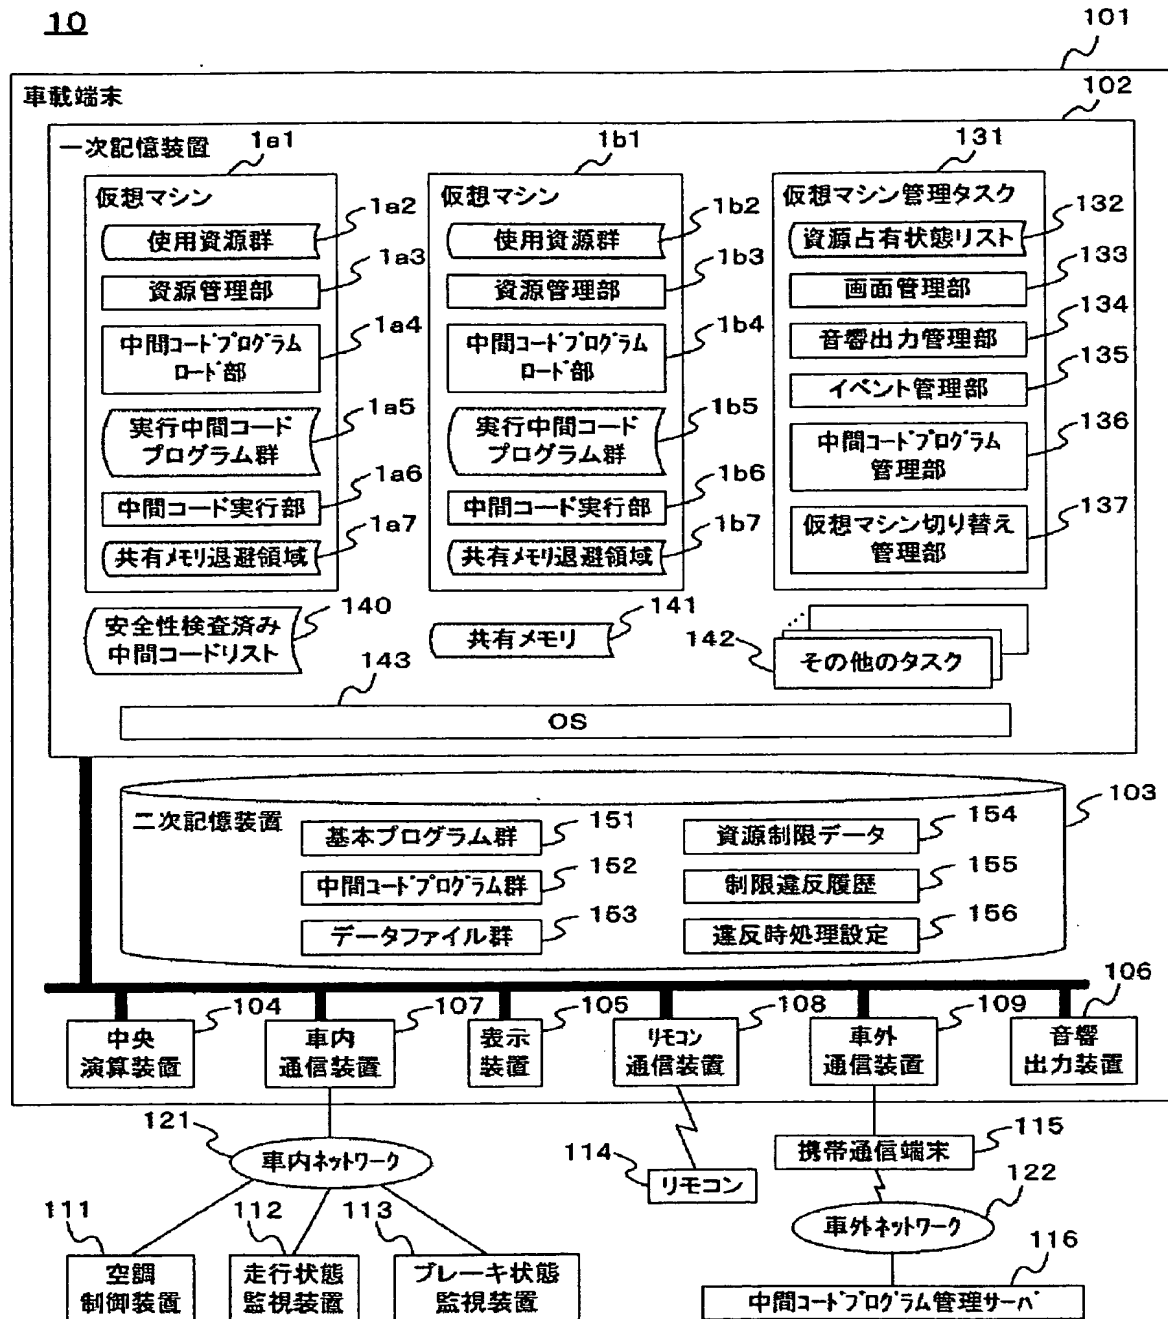 10
101
車載端末
102
一次記憶装置
1a1
1b1
131
仮想マシン
仮想マシン
仮想マシン管理タスク
使用資源群
1a2
使用資源群
1b2
資源占有状態リスト
132
資源管理部
1a3
資源管理部
1b3
画面管理部
133
中間コードプログラム
ロード部
1a4
中間コードプログラム
ロード部
1b4
音響出力管理部
134
イベント管理部
135
実行中間コード
プログラム群
1a5
実行中間コード
プログラム群
1b5
中間コードプログラム
管理部
136
中間コード実行部
1a6
中間コード実行部
1b6
仮想マシン切り替え
管理部
137
共有メモリ退避領域
1a7
共有メモリ退避領域
1b7
安全性検査済み
中間コードリスト
140
共有メモリ
141
142
その他のタスク
143
OS
103
二次記憶装置
基本プログラム群
151
資源制限データ
154
中間コードプログラム群
152
制限違反履歴
155
データファイル群
153
違反時処理設定
156
104
107
105
108
109
106
中央
演算装置
車内
通信装置
表示
装置
リモコン
通信装置
車外
通信装置
音響
出力装置
121
車内ネットワーク
114
リモコン
携帯通信端末
115
車外ネットワーク
122
111
112
113
116
空調
制御装置
走行状態
監視装置
ブレーキ状態
監視装置
中間コードプログラム管理サーバ